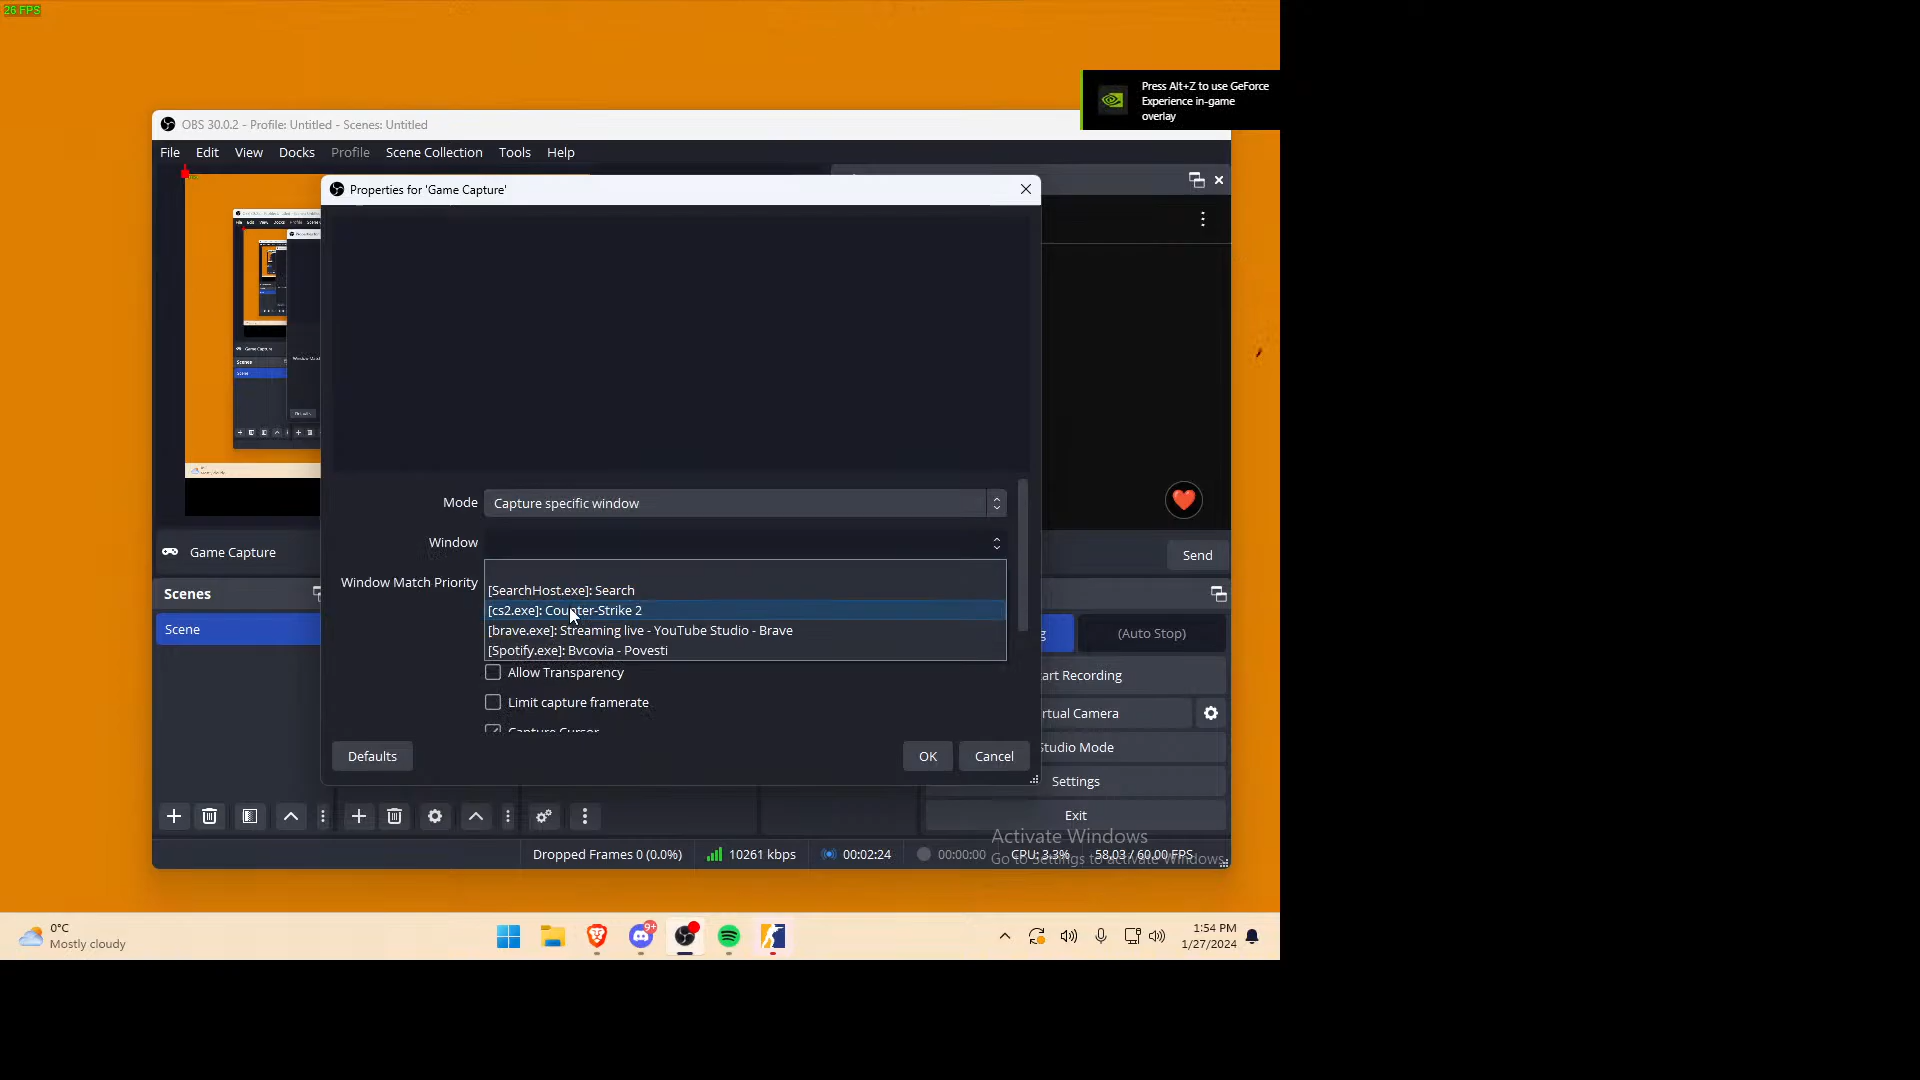 26 FPS
Press Alt+Z to use GeForce
Experience in-game
overlay
OBS 30.0.2 - Profile: Untitled - Scenes: Untitled
File Edit View Docks Profile Scene Collection Tools Help
Properties for 'Game Capture'
Mode Capture specific window
Window
Window Match Priority
[SearchHost.exe]: Search
[cs2.exe]: Counter-Strike 2
[brave.exe]: Streaming live - YouTube Studio - Brave
[Spotify.exe]: Bvcovia - Povesti
Allow Transparency
Limit capture framerate
Capture Cursor
Defaults OK Cancel
Game Capture
Send
Scenes
Scene
(Auto Stop)
art Recording
rtual Camera
Studio Mode
Settings
Exit
Activate Windows
Go to Settings to activate Windows.
Dropped Frames 0 (0.0%) 10261 kbps 00:02:24 00:00:00 CPU: 3.3% 58.03 / 60.00 FPS
0°C
Mostly cloudy
9+
1:54 PM
1/27/2024